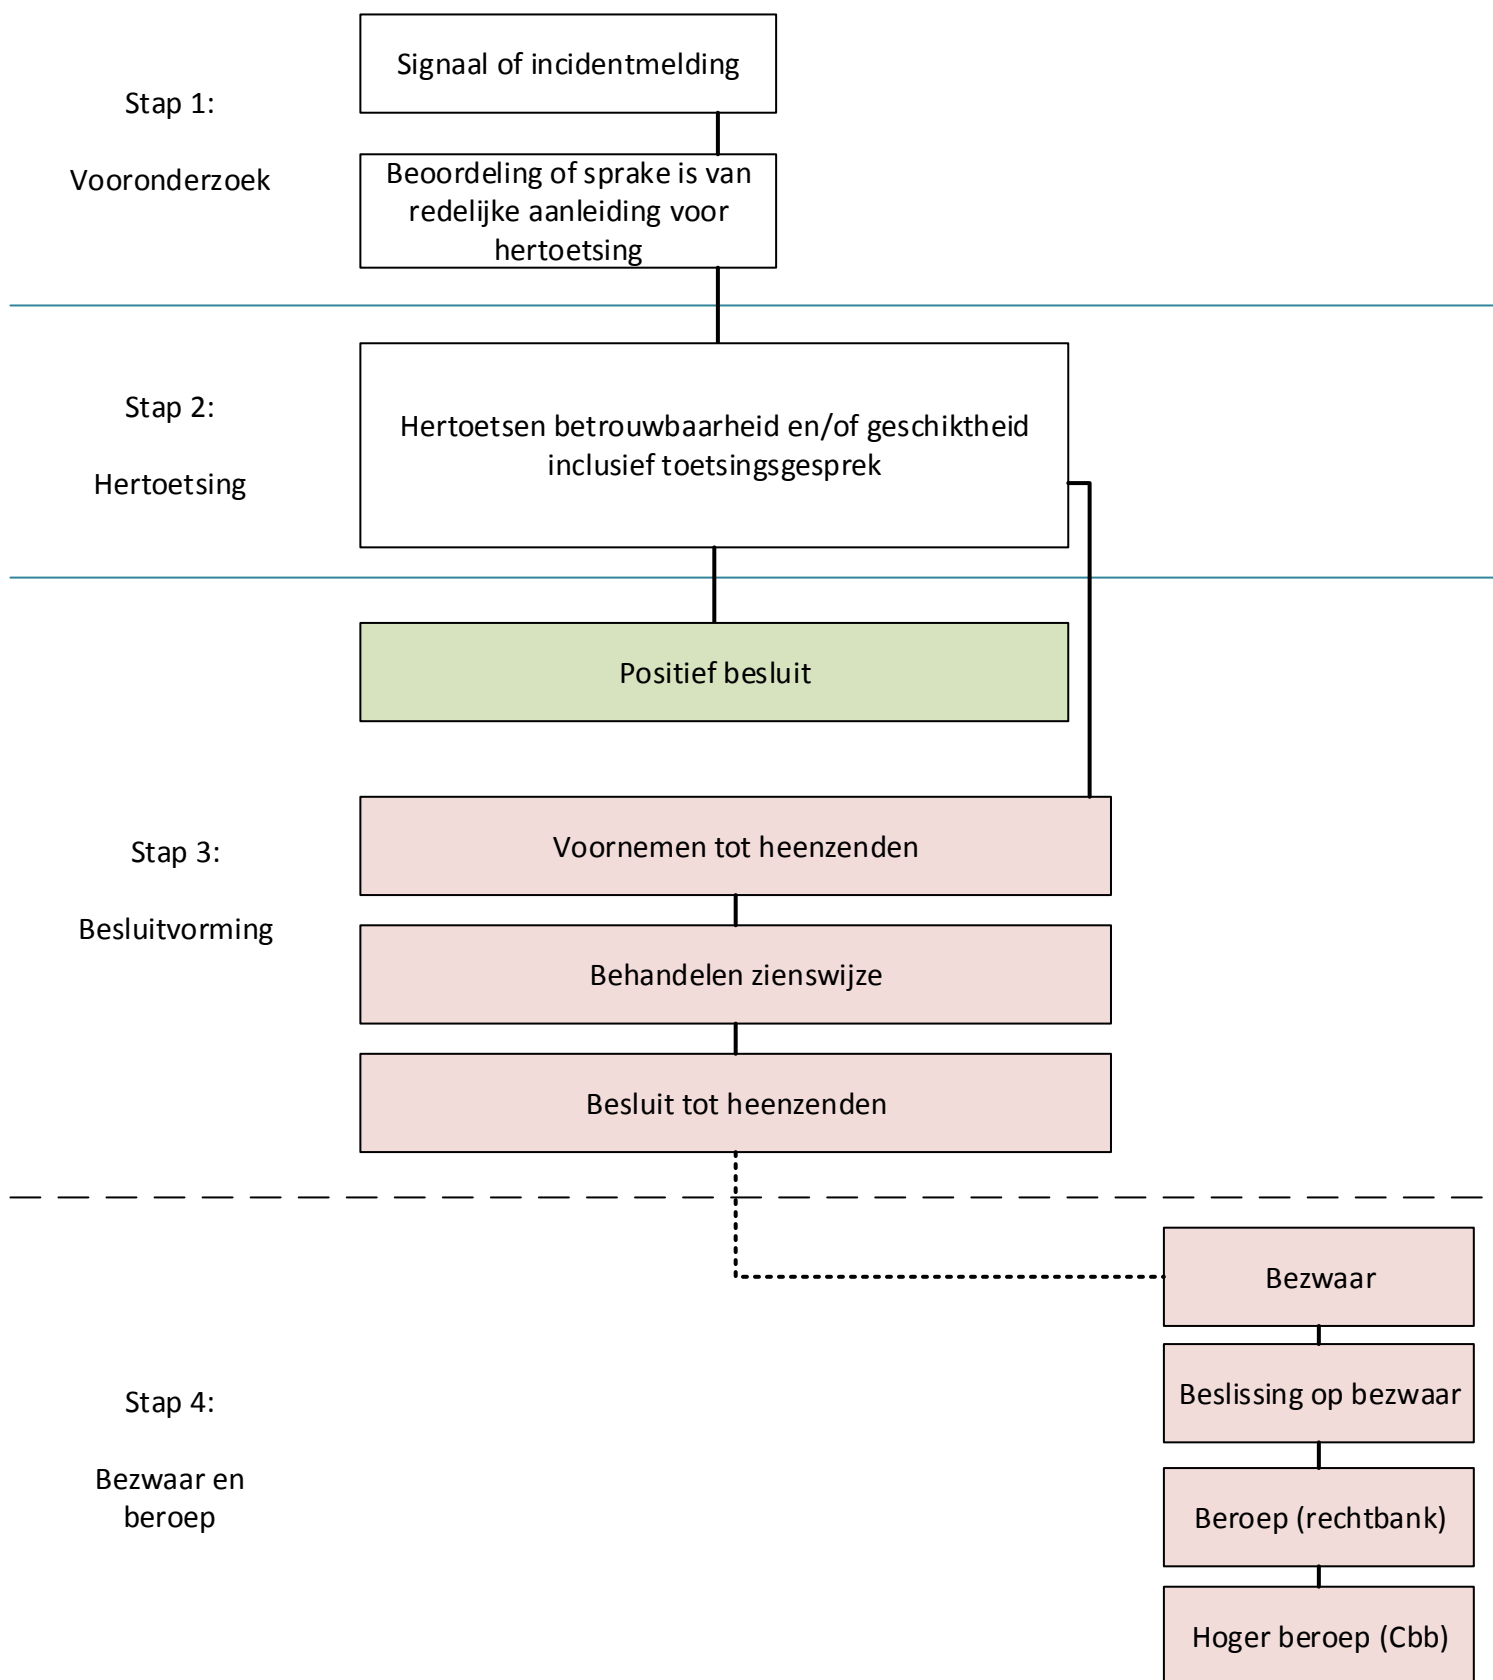 Stap 1:
Vooronderzoek
Signaal of incidentmelding
Beoordeling of sprake is van
redelijke aanleiding voor
hertoetsing
Stap 2:
Hertoetsing
Hertoetsen betrouwbaarheid en/of geschiktheid
inclusief toetsingsgesprek
Positief besluit
Stap 3:
Besluitvorming
Voornemen tot heenzenden
Behandelen zienswijze
Besluit tot heenzenden
Stap 4:
Bezwaar en
beroep
Bezwaar
Beslissing op bezwaar
Beroep (rechtbank)
Hoger beroep (Cbb)